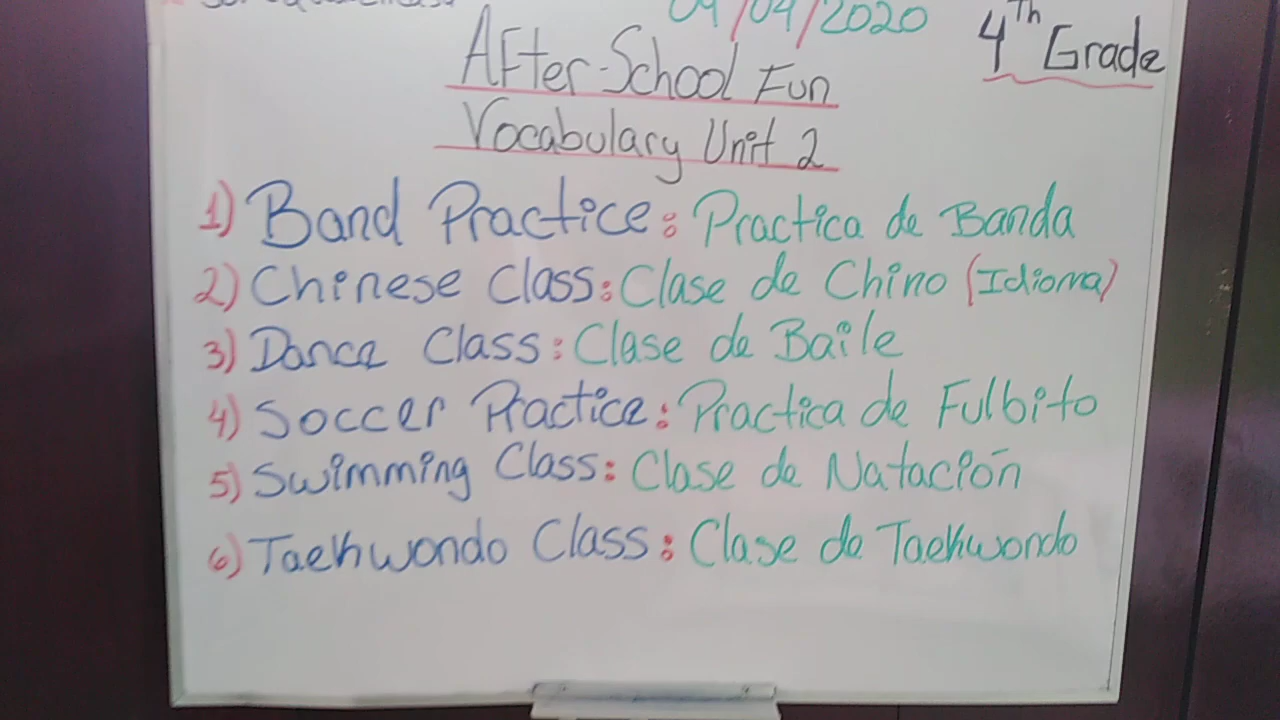 09/04/2020
4Th Grade
After-School Fun
Vocabulary Unit 2
1) Band Practice: Practica de Banda
2) Chinese Class: Clase de Chino (Idioma)
3) Dance Class: Clase de Baile
4) Soccer Practice: Practica de Fulbito
5) Swimming Class: Clase de Natación
6) Taekwondo Class: Clase de Taekwondo